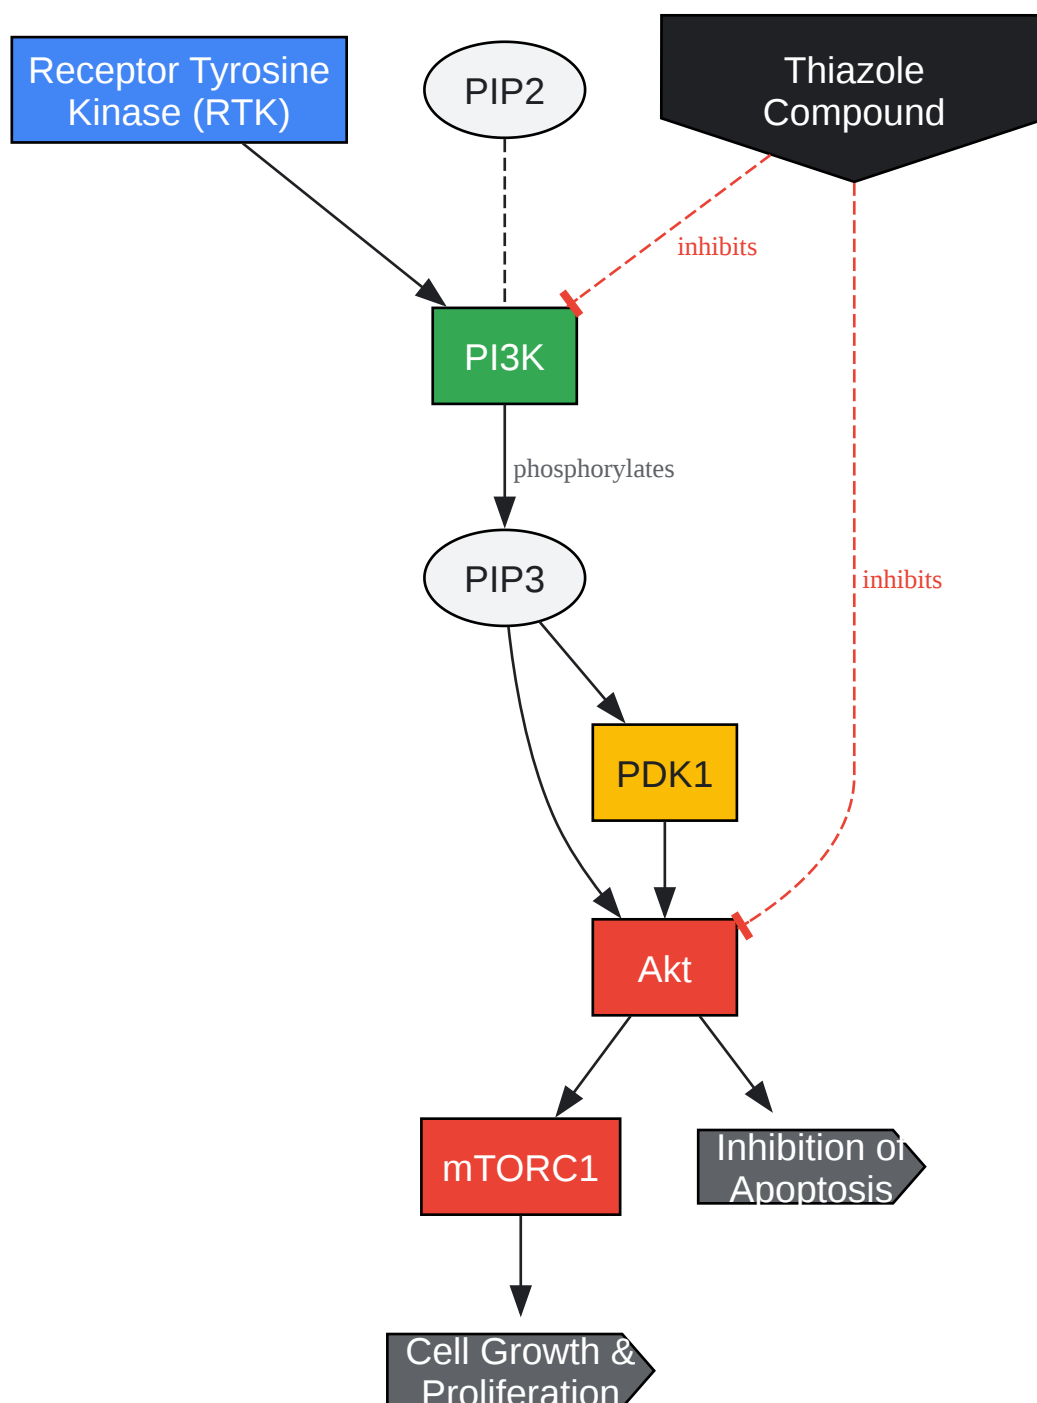 Receptor Tyrosine
Kinase (RTK)
PIP2
Thiazole
Compound
inhibits
PI3K
phosphorylates
PIP3
inhibits
PDK1
Akt
mTORC1
Inhibition of
Apoptosis
Cell Growth &
Proliferation